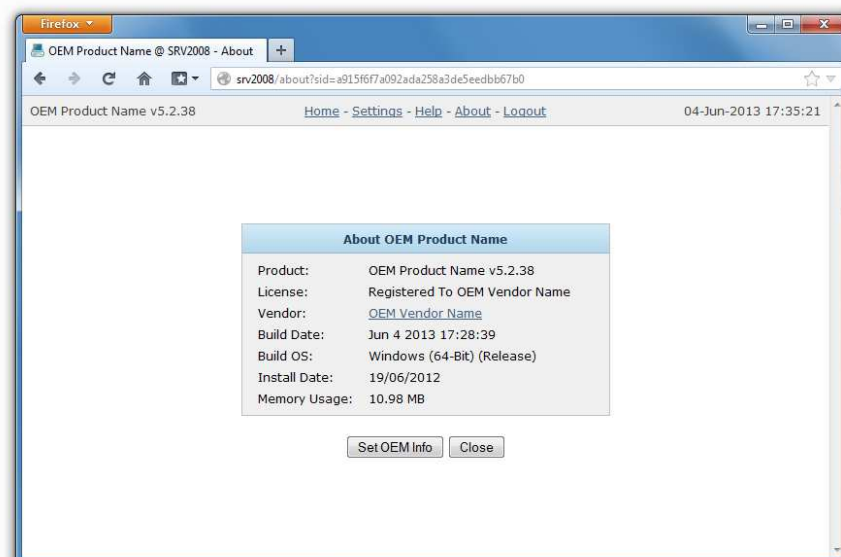 Firefox
OEM Product Name @ SRV2008 - About
srv2008/about?sid=a915f6f7a092ada258a3de5eedbb67b0
OEM Product Name v5.2.38 Home - Settings - Help - About - Logout 04-Jun-2013 17:35:21
About OEM Product Name
Product: OEM Product Name v5.2.38
License: Registered To OEM Vendor Name
Vendor: OEM Vendor Name
Build Date: Jun 4 2013 17:28:39
Build OS: Windows (64-Bit) (Release)
Install Date: 19/06/2012
Memory Usage: 10.98 MB
Set OEM Info Close